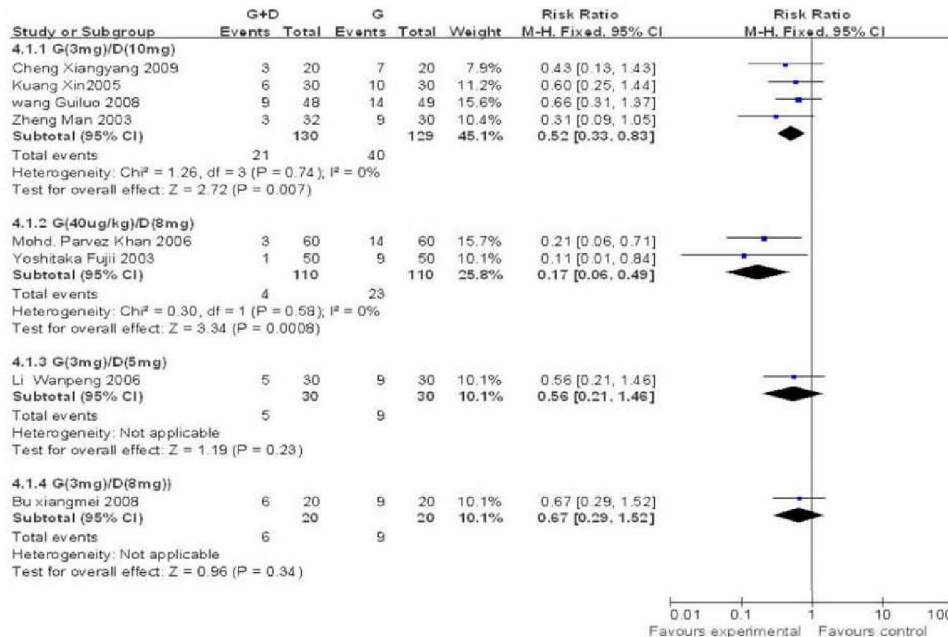 G+D G Risk Ratio Risk Ratio
Study or Subgroup Events Total Events Total Weight M-H. Fixed, 95% CI M-H. Fixed, 95% CI
4.1.1 G(3mg)/D(10mg)
Cheng Xiangyang 2009 3 20 7 20 7.9% 0.43 [0.13, 1.43]
Kuang Xin2005 6 30 10 30 11.2% 0.60 [0.25, 1.44]
wang Guiluo 2008 9 48 14 49 15.6% 0.66 [0.31, 1.37]
Zheng Man 2003 3 32 9 30 10.4% 0.31 [0.09, 1.05]
Subtotal (95% CI) 130 129 45.1% 0.52 [0.33, 0.83]
Total events 21 40
Heterogeneity: Chi² = 1.26, df = 3 (P = 0.74); I² = 0%
Test for overall effect: Z = 2.72 (P = 0.007)
4.1.2 G(40ug/kg)/D(8mg)
Mohd. Parvez Khan 2006 3 60 14 60 15.7% 0.21 [0.06, 0.71]
Yoshitaka Fujii 2003 1 50 9 50 10.1% 0.11 [0.01, 0.84]
Subtotal (95% CI) 110 110 25.8% 0.17 [0.06, 0.49]
Total events 4 23
Heterogeneity: Chi² = 0.30, df = 1 (P = 0.58); I² = 0%
Test for overall effect: Z = 3.34 (P = 0.0008)
4.1.3 G(3mg)/D(5mg)
Li Wanpeng 2006 5 30 9 30 10.1% 0.56 [0.21, 1.46]
Subtotal (95% CI) 30 30 10.1% 0.56 [0.21, 1.46]
Total events 5 9
Heterogeneity: Not applicable
Test for overall effect: Z = 1.19 (P = 0.23)
4.1.4 G(3mg)/D(8mg))
Bu xiangmei 2008 6 20 9 20 10.1% 0.67 [0.29, 1.52]
Subtotal (95% CI) 20 20 10.1% 0.67 [0.29, 1.52]
Total events 6 9
Heterogeneity: Not applicable
Test for overall effect: Z = 0.96 (P = 0.34)
0.01 0.1 1 10 100
Favours experimental Favours control